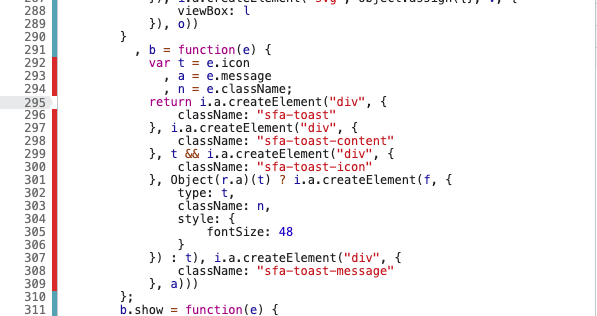 287 }), i.a.createElement("svg", Object.assign({}, v, {
288 viewBox: l
289 }), o))
290 }
291 , b = function(e) {
292 var t = e.icon
293 , a = e.message
294 , n = e.className;
295 return i.a.createElement("div", {
296 className: "sfa-toast"
297 }, i.a.createElement("div", {
298 className: "sfa-toast-content"
299 }, t && i.a.createElement("div", {
300 className: "sfa-toast-icon"
301 }, Object(r.a)(t) ? i.a.createElement(f, {
302 type: t,
303 className: n,
304 style: {
305 fontSize: 48
306 }
307 }) : t), i.a.createElement("div", {
308 className: "sfa-toast-message"
309 }, a)))
310 };
311 b.show = function(e) {